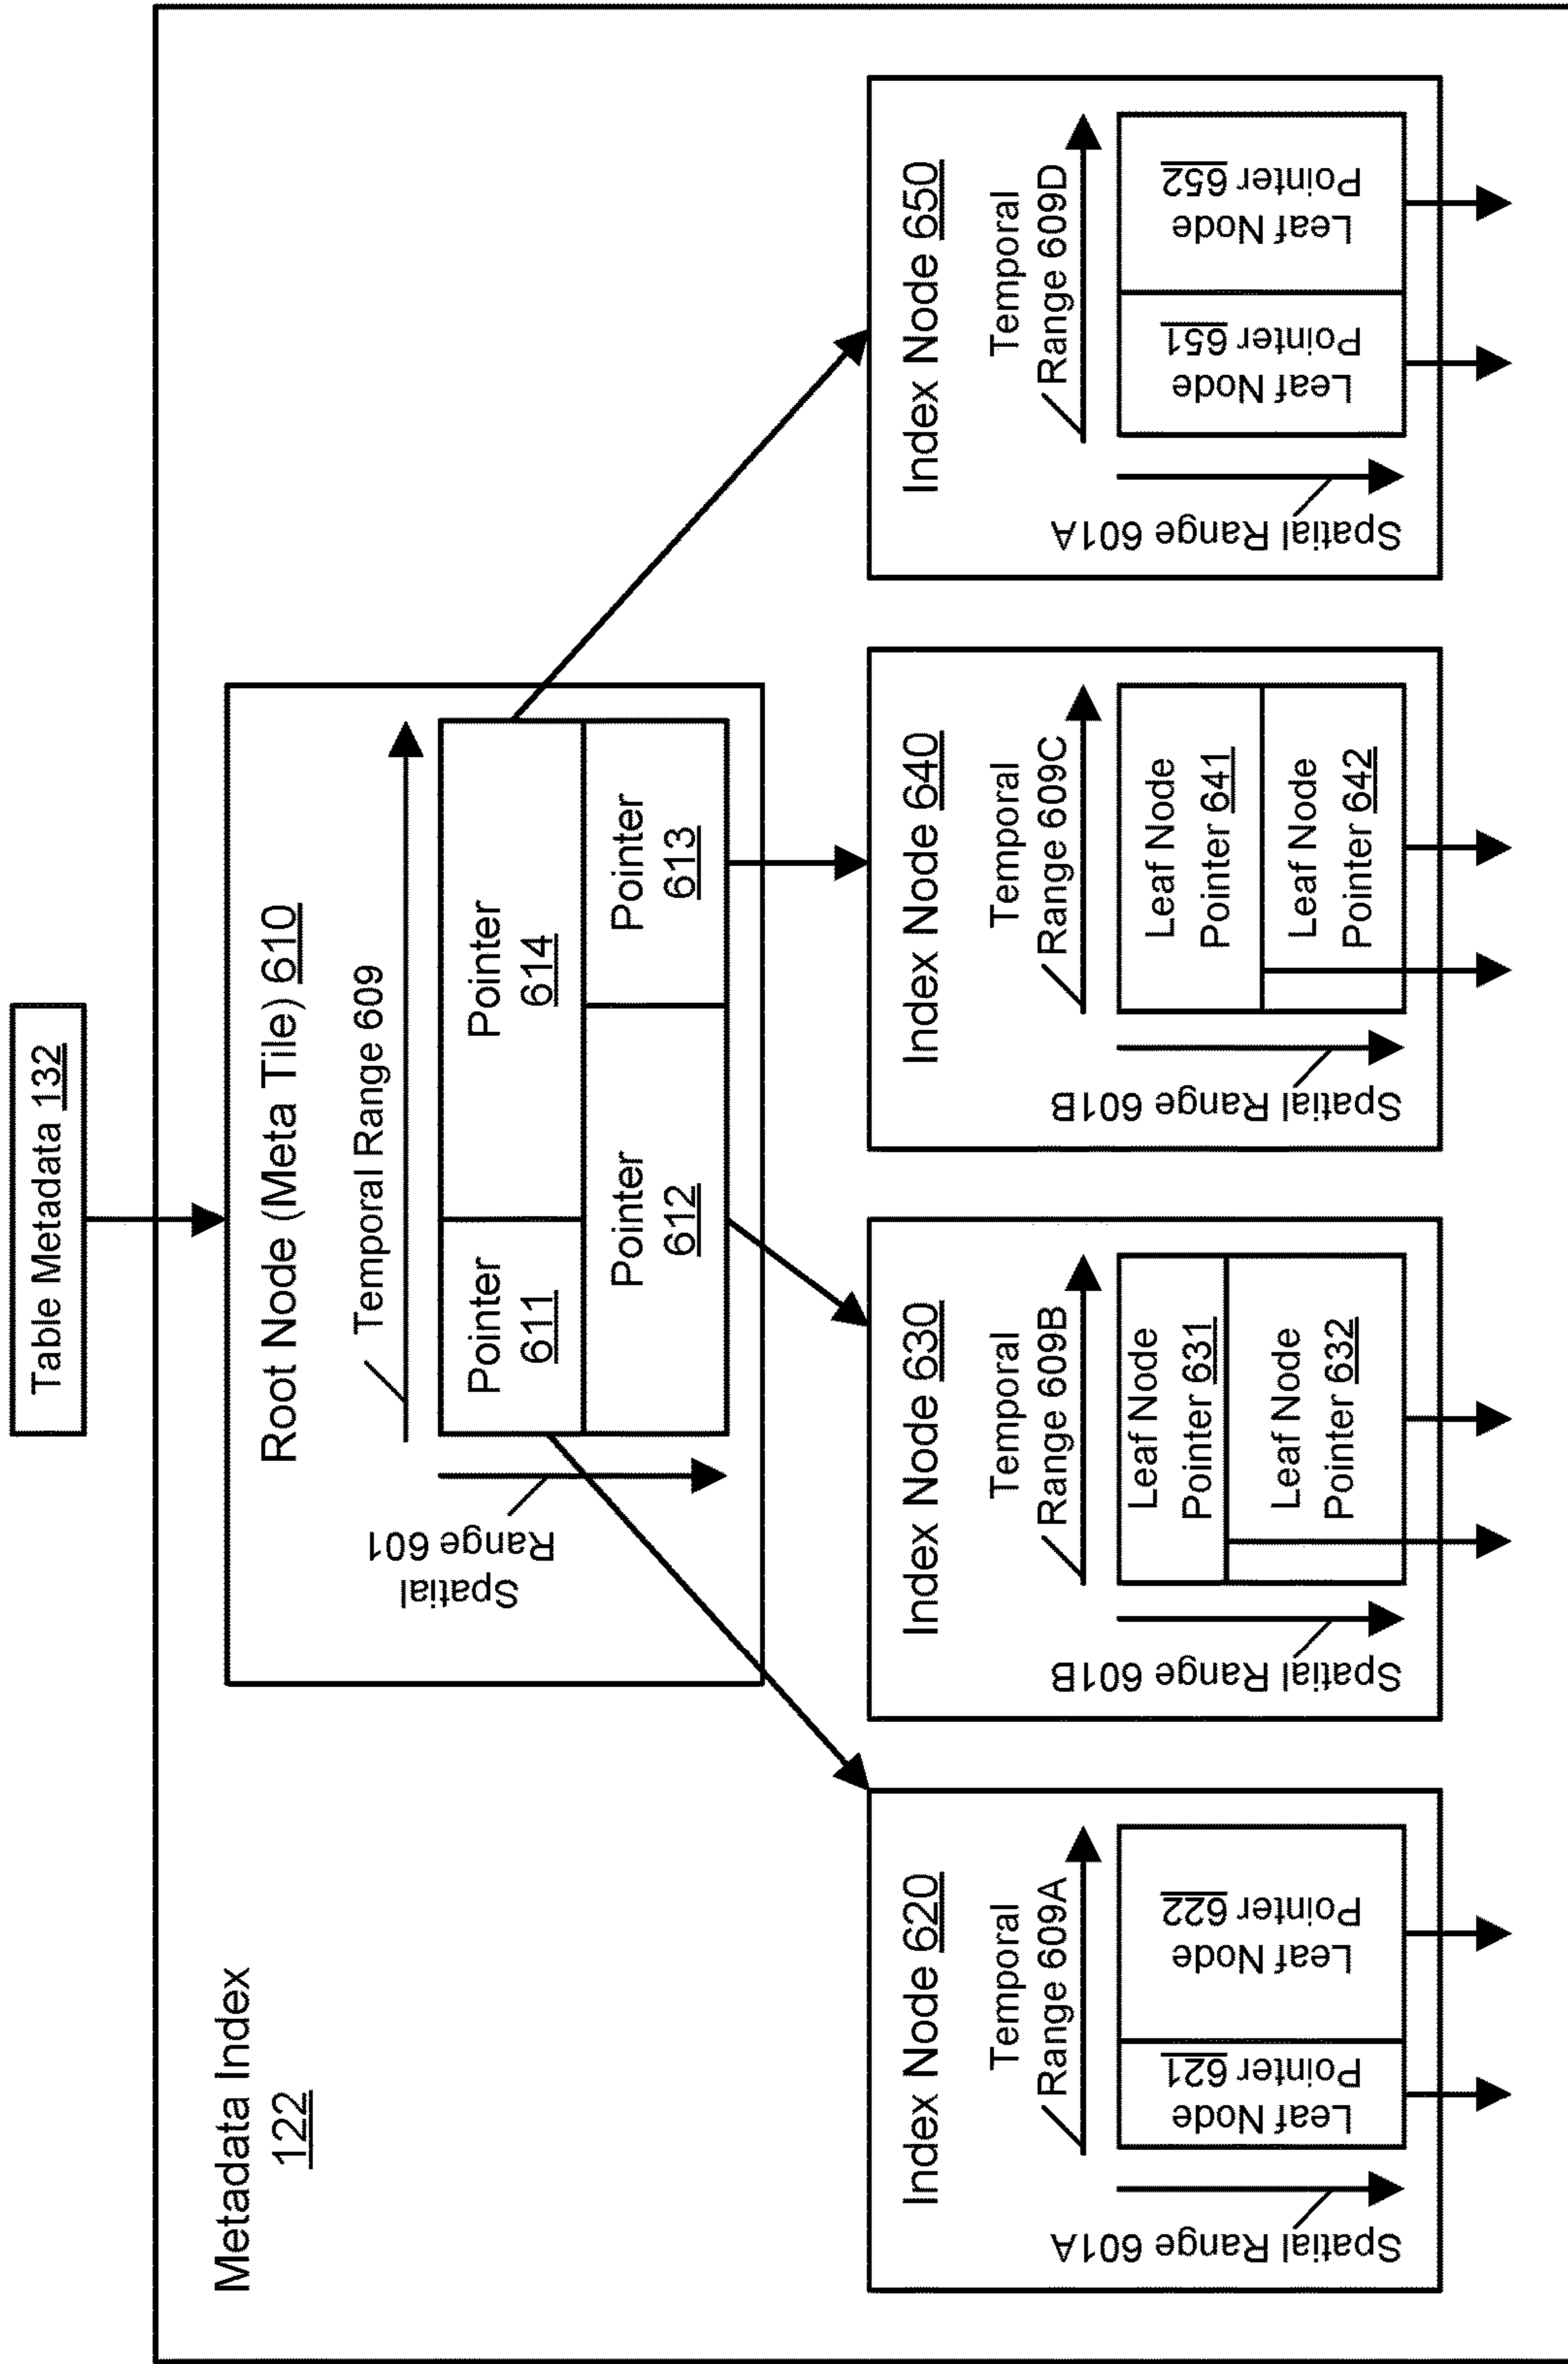 Table Metadata 132
Metadata Index
122
Root Node (Meta Tile) 610
Temporal Range 609
Spatial
Range 601
Pointer
611
Pointer
614
Pointer
612
Pointer
613
Index Node 620
Temporal
Range 609A
Spatial Range 601A
Leaf Node
Pointer 621
Leaf Node
Pointer 622
Index Node 630
Temporal
Range 609B
Spatial Range 601B
Leaf Node
Pointer 631
Leaf Node
Pointer 632
Index Node 640
Temporal
Range 609C
Spatial Range 601B
Leaf Node
Pointer 641
Leaf Node
Pointer 642
Index Node 650
Temporal
Range 609D
Spatial Range 601A
Leaf Node
Pointer 651
Leaf Node
Pointer 652